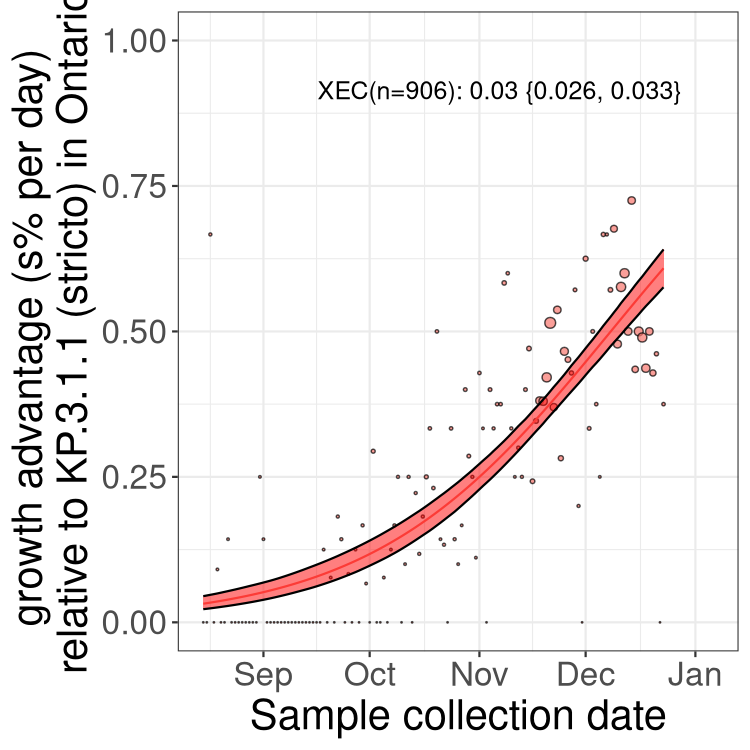 growth advantage (s% per day)
relative to KP.3.1.1 (stricto) in Ontario
1.00
0.75
0.50
0.25
0.00
XEC(n=906): 0.03 {0.026, 0.033}
Sep Oct Nov Dec Jan
Sample collection date